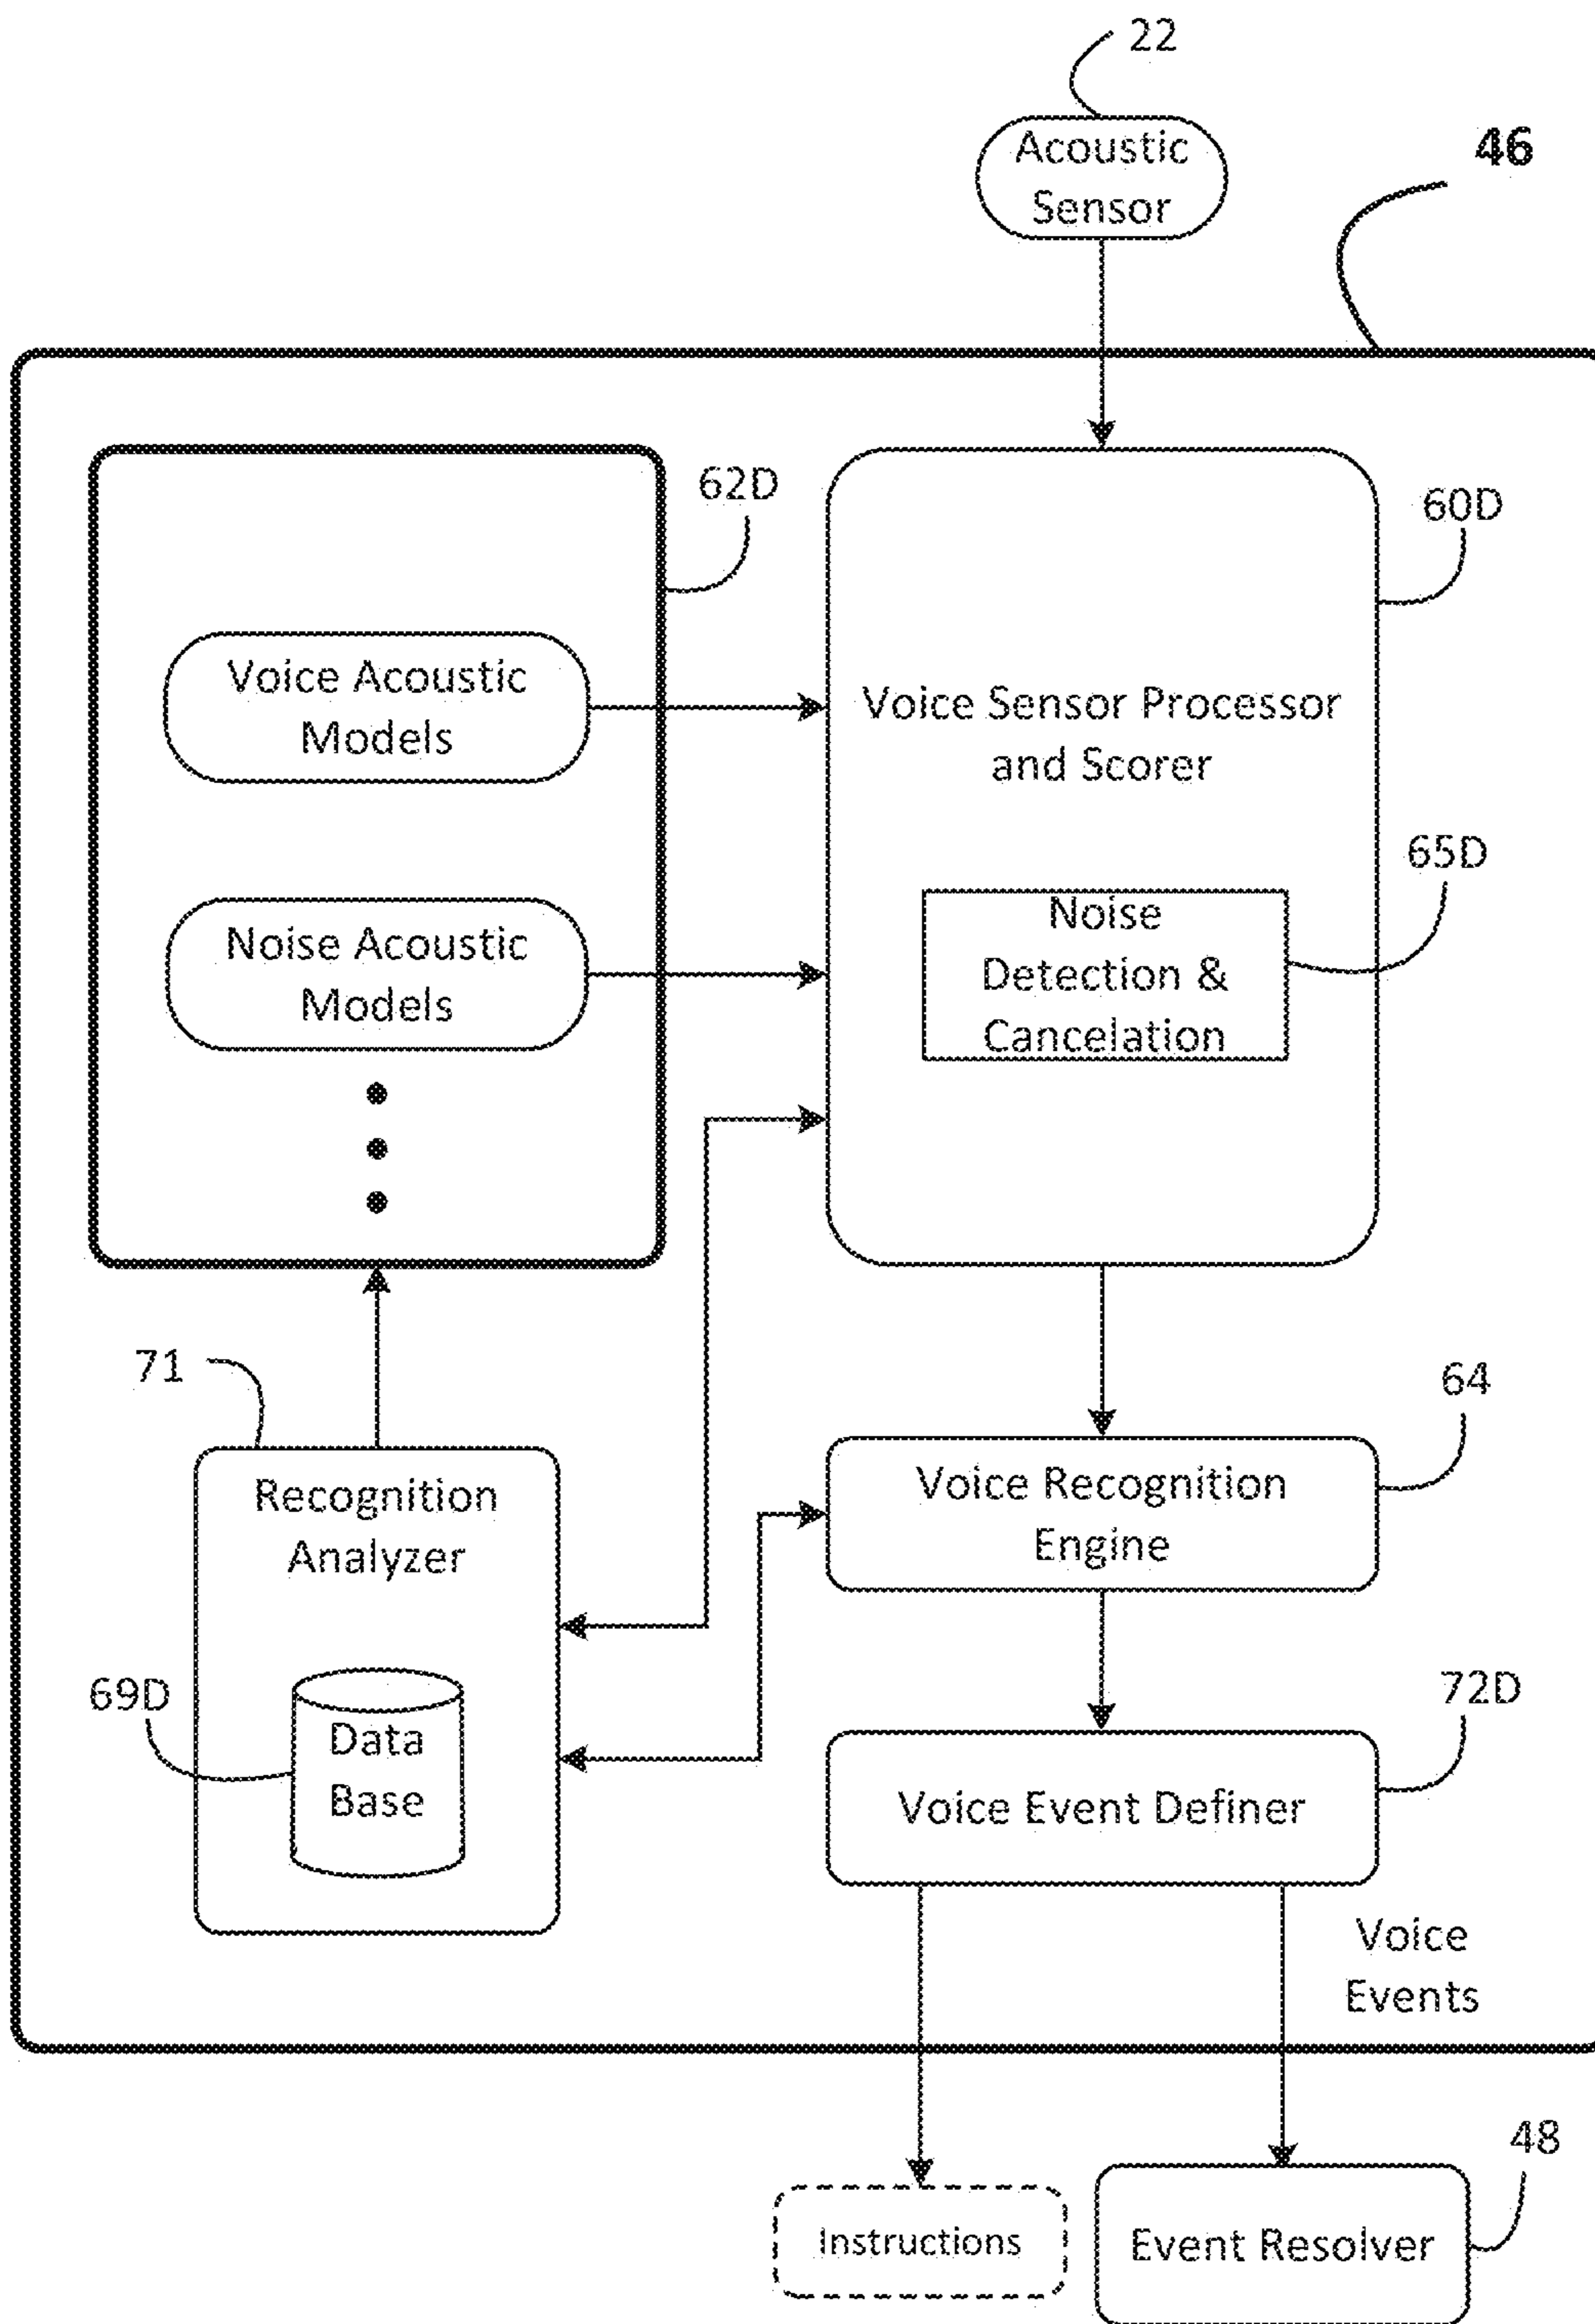 22
Acoustic
Sensor
46
62D
60D
Voice Acoustic
Models
Voice Sensor Processor
and Scorer
65D
Noise Acoustic
Models
Noise
Detection &
Cancelation
71
64
Recognition
Analyzer
Voice Recognition
Engine
69D
Data
Base
72D
Voice Event Definer
Voice
Events
48
Instructions
Event Resolver